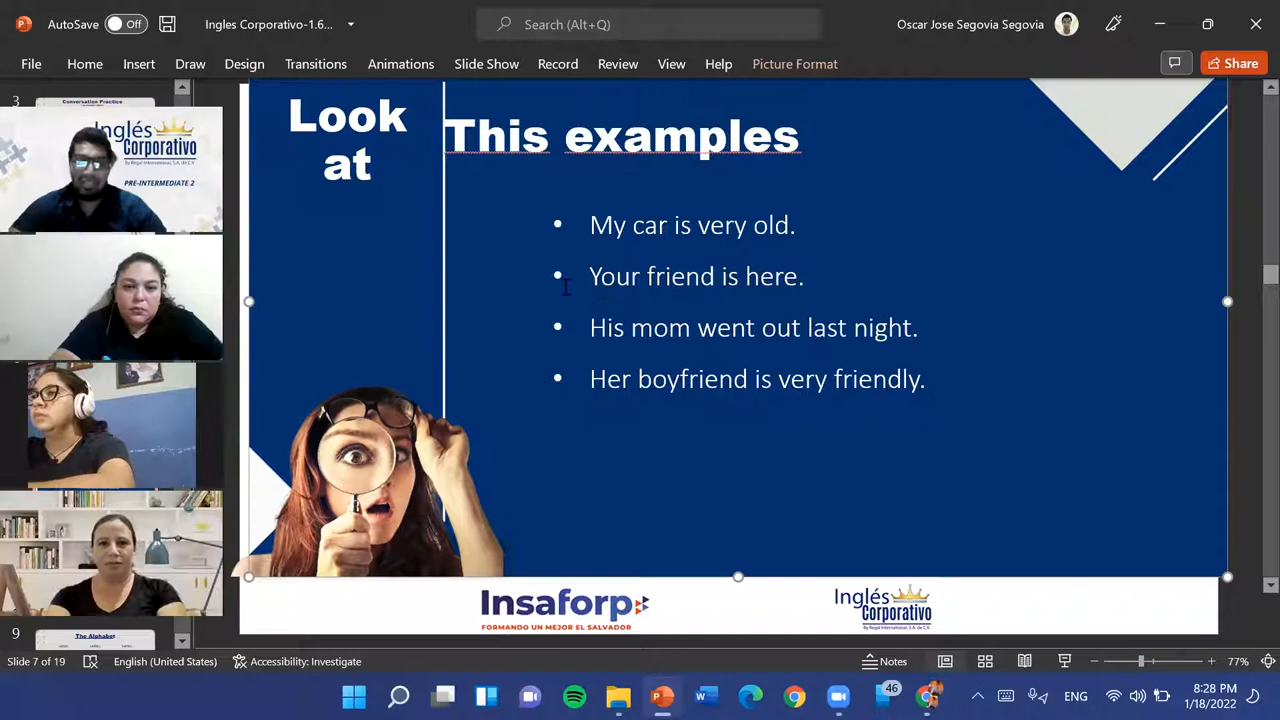 AutoSave Off Ingles Corporativo-1.6... Search (Alt+Q) Oscar Jose Segovia Segovia
File Home Insert Draw Design Transitions Animations Slide Show Record Review View Help Picture Format Share
3
Conversation Practice
Inglés
Corporativo
By Regal International, S.A. de C.V.
PRE-INTERMEDIATE 2
Look
at
This examples
• My car is very old.
• Your friend is here.
• His mom went out last night.
• Her boyfriend is very friendly.
Insaforp
FORMANDO UN MEJOR EL SALVADOR
Inglés
Corporativo
By Regal International, S.A. de C.V.
9
The Alphabet
Slide 7 of 19 English (United States) Accessibility: Investigate Notes 77%
46 ENG 8:28 PM
1/18/2022